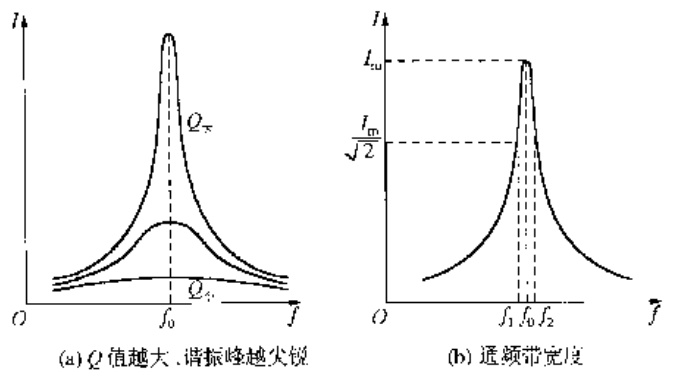 I
Q大
Q小
O
f₀
f
(a) Q 值越大、谐振峰越尖锐
I
Iₘ
Iₘ/√2
O
f₁ f₀ f₂
f
(b) 通频带宽度